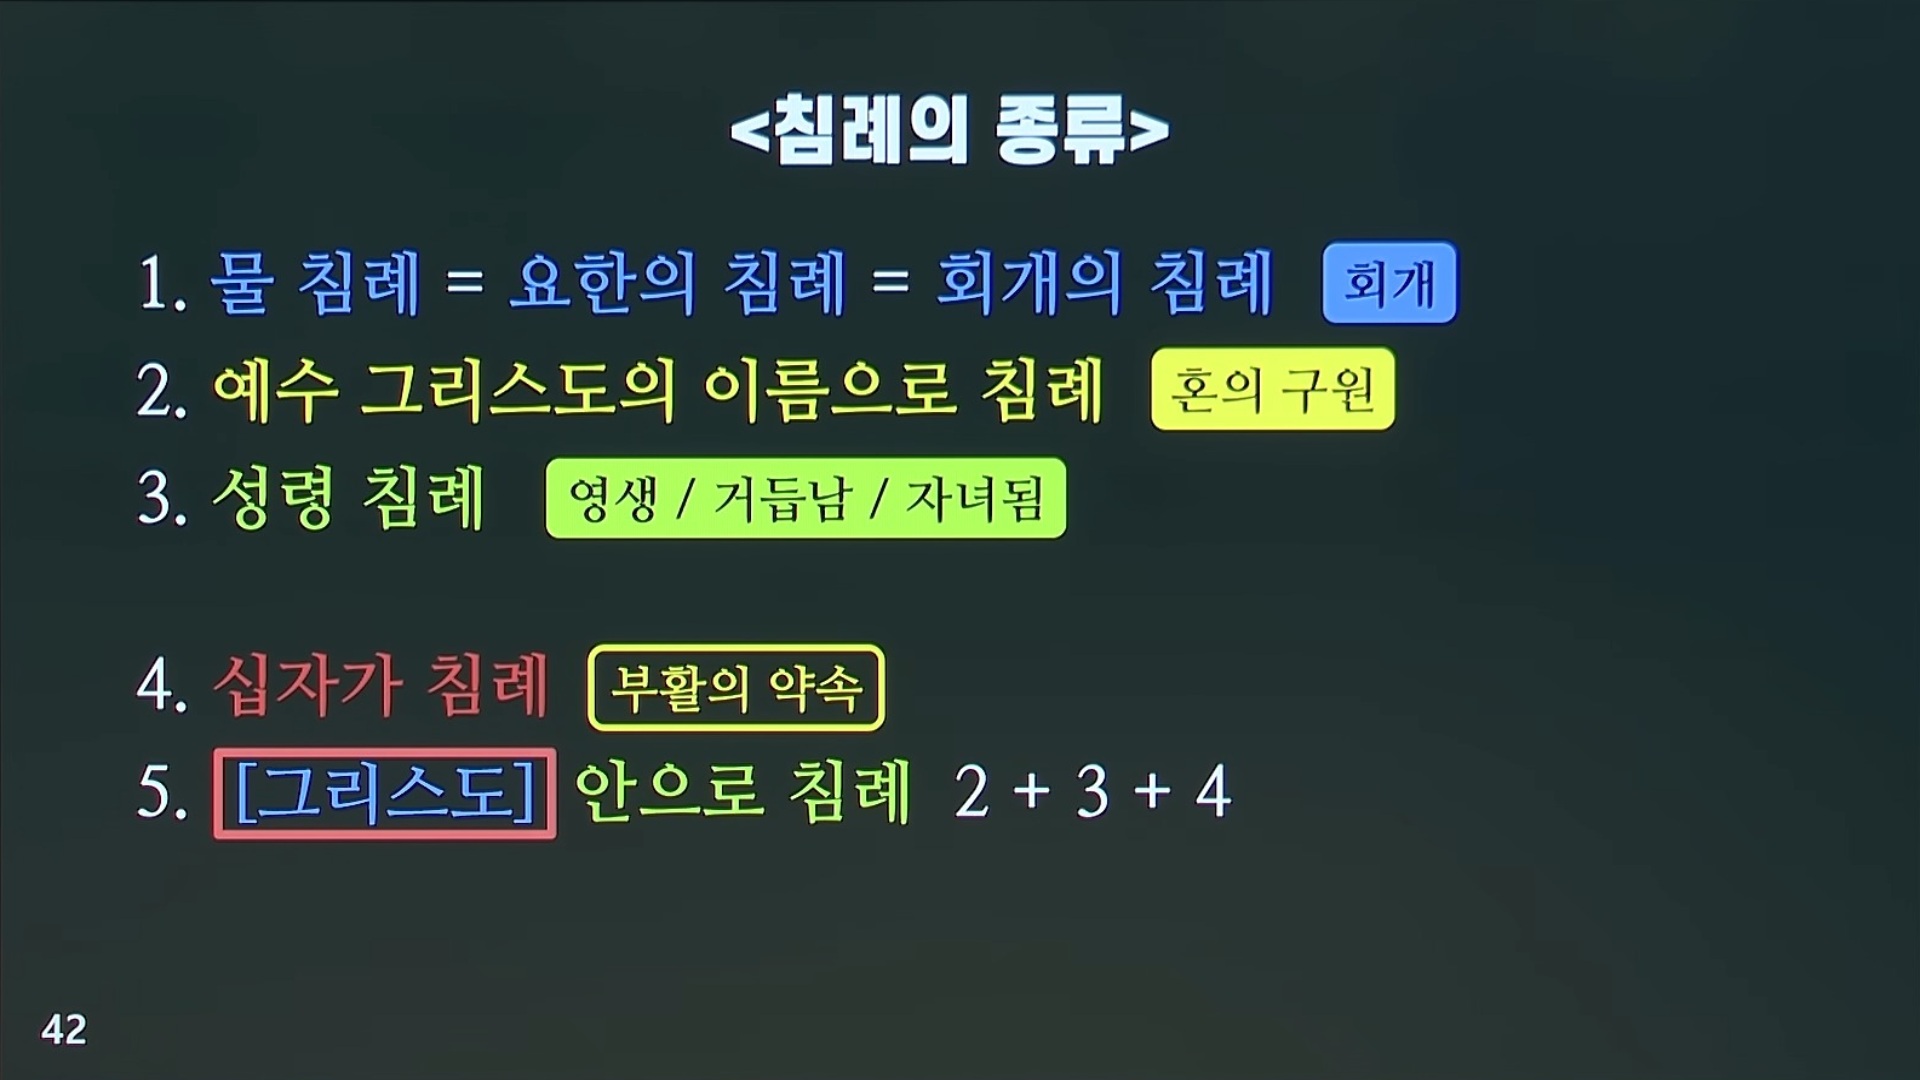 <침례의 종류>
1. 물 침례 = 요한의 침례 = 회개의 침례 회개
2. 예수 그리스도의 이름으로 침례 혼의 구원
3. 성령 침례 영생 / 거듭남 / 자녀됨
4. 십자가 침례 부활의 약속
5. [그리스도] 안으로 침례 2 + 3 + 4
42